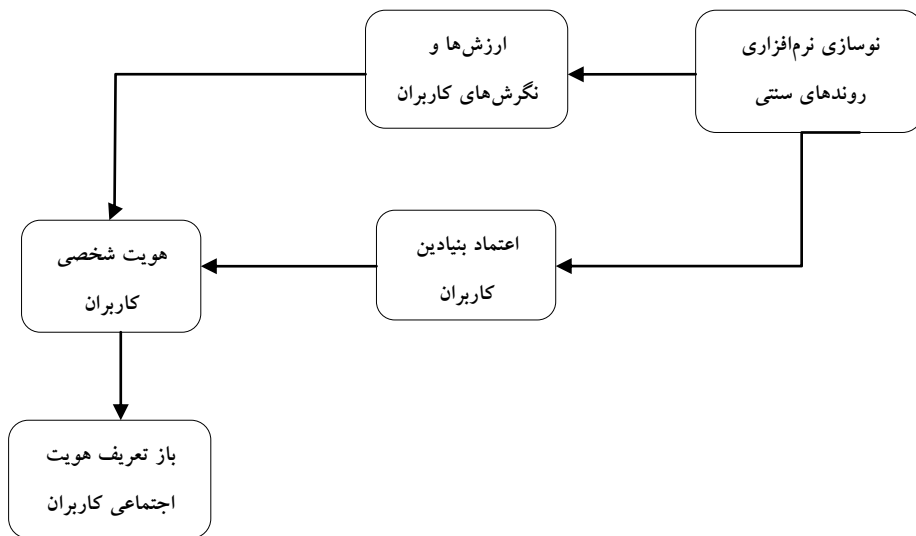 نوسازی نرم‌افزاری
روندهای سنتی
ارزش‌ها و
نگرش‌های کاربران
اعتماد بنیادین
کاربران
هویت شخصی
کاربران
باز تعریف هویت
اجتماعی کاربران